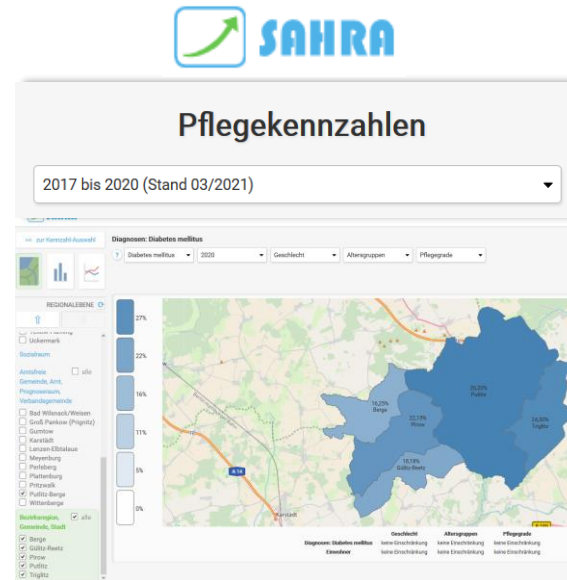 SAHRA
Pflegekennzahlen
2017 bis 2020 (Stand 03/2021)
<< zur Kennzahl-Auswahl
Diagnosen: Diabetes mellitus
? Diabetes mellitus 2020 Geschlecht Altersgruppen Pflegegrade
REGIONALEBENE
Uckermark
Sozialraum
Amtsfreie Gemeinde, Amt, Prognoseraum, Verbandsgemeinde
alle
Bad Wilsnack/Weisen
Groß Pankow (Prignitz)
Gumtow
Karstädt
Lenzen-Elbtalaue
Meyenburg
Perleberg
Plattenburg
Pritzwalk
Putlitz-Berge
Wittenberge
Bezirksregion, Gemeinde, Stadt
alle
Berge
Gülitz-Reetz
Pirow
Putlitz
Triglitz
27%
22%
16%
11%
5%
0%
Berge
Pirow
Gülitz-Reetz
Putlitz
Triglitz
A 14
Karstädt
Geschlecht Altersgruppen Pflegegrade
Diagnosen: Diabetes mellitus keine Einschränkung keine Einschränkung keine Einschränkung
Einwohner keine Einschränkung keine Einschränkung keine Einschränkung